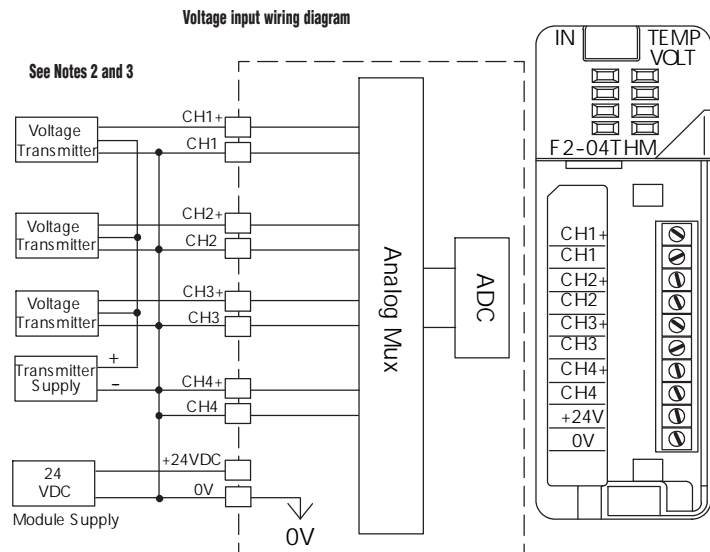 Voltage input wiring diagram
See Notes 2 and 3
Voltage
Transmitter
CH1+
CH1
Voltage
Transmitter
CH2+
CH2
Voltage
Transmitter
CH3+
CH3
Transmitter
Supply
+
–
CH4+
CH4
24
VDC
Module Supply
+24VDC
0V
0V
Analog Mux
ADC
IN
TEMP
VOLT
F2-04THM
CH1+
CH1
CH2+
CH2
CH3+
CH3
CH4+
CH4
+24V
0V